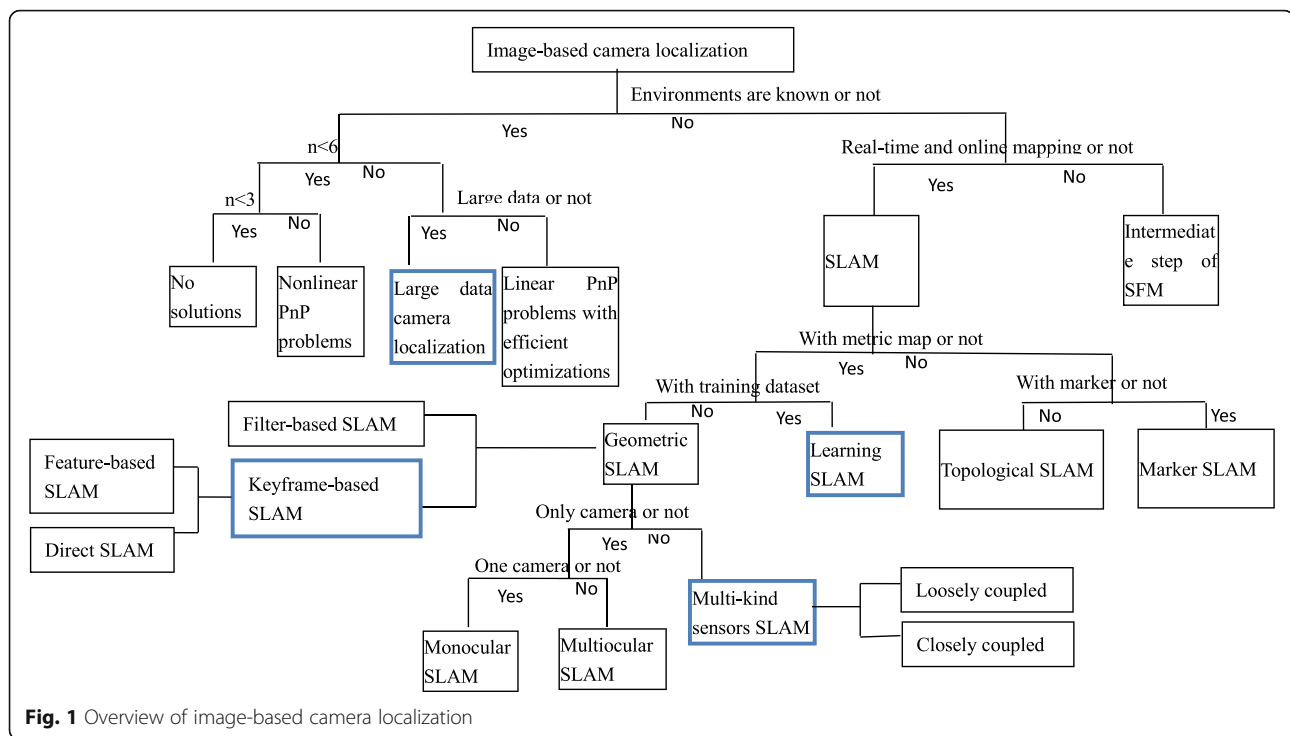 Image-based camera localization
Environments are known or not
Yes
No
n<6
Yes
No
Real-time and online mapping or not
Yes
No
n<3
Yes
No
Large data or not
Yes
No
No
solutions
Nonlinear
PnP
problems
Large data
camera
localization
Linear PnP
problems with
efficient
optimizations
SLAM
Intermediat
e step of
SFM
With metric map or not
Yes
No
With training dataset
No
Yes
With marker or not
No
Yes
Filter-based SLAM
Geometric
SLAM
Learning
SLAM
Topological SLAM
Marker SLAM
Feature-based
SLAM
Keyframe-based
SLAM
Direct SLAM
Only camera or not
Yes
No
One camera or not
Yes
No
Multi-kind
sensors SLAM
Loosely coupled
Closely coupled
Monocular
SLAM
Multiocular
SLAM
Fig. 1 Overview of image-based camera localization